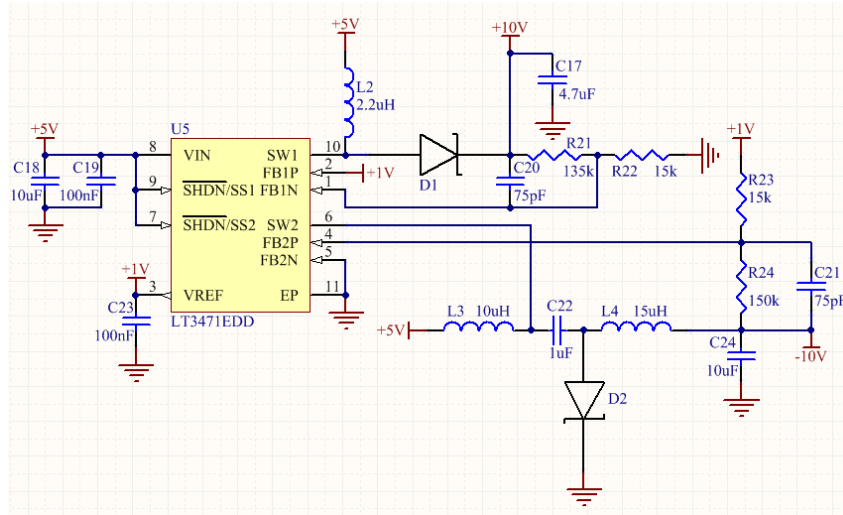 +5V
+10V
C17
4.7uF
L2
2.2uH
U5
+5V
C18
10uF
C19
100nF
8
VIN
SW1
10
D1
R21
135k
R22
15k
+1V
FB1P
2
+1V
9
SHDN/SS1
FB1N
1
C20
75pF
R23
15k
7
SHDN/SS2
SW2
6
FB2P
4
FB2N
5
+1V
3
VREF
EP
11
C23
100nF
LT3471EDD
R24
150k
C21
75pF
+5V
L3
10uH
C22
1uF
L4
15uH
C24
10uF
-10V
D2